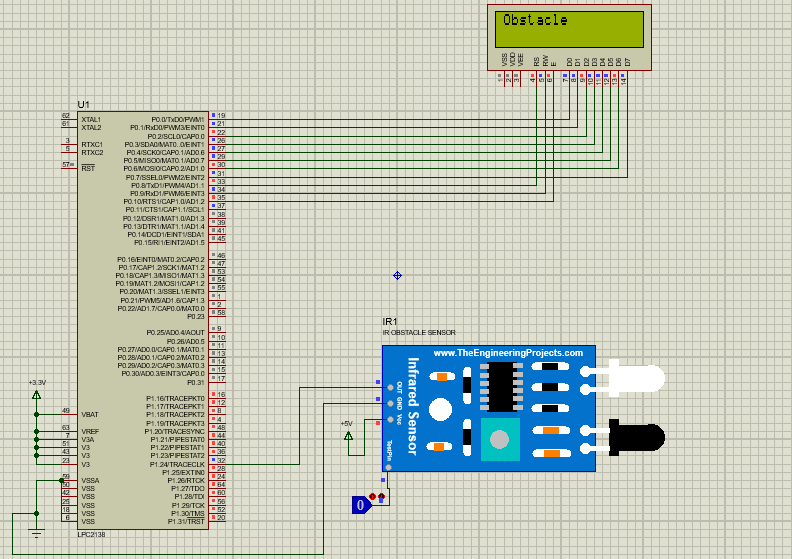 Obstacle
VSS VDD VEE RS RW E D0 D1 D2 D3 D4 D5 D6 D7
1 2 3 4 5 6 7 8 9 10 11 12 13 14
U1
62 XTAL1 P0.0/TxD0/PWM1 19
61 XTAL2 P0.1/RxD0/PWM3/EINT0 21
P0.2/SCL0/CAP0.0 22
3 RTXC1 P0.3/SDA0/MAT0.0/EINT1 26
5 RTXC2 P0.4/SCK0/CAP0.1/AD0.6 27
P0.5/MISO0/MAT0.1/AD0.7 29
57 RST P0.6/MOSI0/CAP0.2/AD1.0 30
P0.7/SSEL0/PWM2/EINT2 31
P0.8/TxD1/PWM4/AD1.1 33
P0.9/RxD1/PWM6/EINT3 34
P0.10/RTS1/CAP1.0/AD1.2 35
P0.11/CTS1/CAP1.1/SCL1 37
P0.12/DSR1/MAT1.0/AD1.3 38
P0.13/DTR1/MAT1.1/AD1.4 39
P0.14/DCD1/EINT1/SDA1 41
P0.15/RI1/EINT2/AD1.5 45
P0.16/EINT0/MAT0.2/CAP0.2 46
P0.17/CAP1.2/SCK1/MAT1.2 47
P0.18/CAP1.3/MISO1/MAT1.3 53
P0.19/MAT1.2/MOSI1/CAP1.2 54
P0.20/MAT1.3/SSEL1/EINT3 55
P0.21/PWM5/AD1.6/CAP1.3 1
P0.22/AD1.7/CAP0.0/MAT0.0 2
P0.23 58
P0.25/AD0.4/AOUT 9
P0.26/AD0.5 10
P0.27/AD0.0/CAP0.1/MAT0.1 11
P0.28/AD0.1/CAP0.2/MAT0.2 13
P0.29/AD0.2/CAP0.3/MAT0.3 14
P0.30/AD0.3/EINT3/CAP0.0 15
P0.31 17
+3.3V
P1.16/TRACEPKT0 16
P1.17/TRACEPKT1 12
49 VBAT P1.18/TRACEPKT2 8
P1.19/TRACEPKT3 4
63 VREF P1.20/TRACESYNC 48
7 V3A P1.21/PIPESTAT0 44
51 V3 P1.22/PIPESTAT1 40
43 V3 P1.23/PIPESTAT2 36
23 V3 P1.24/TRACECLK 32
P1.25/EXTIN0 28
59 VSSA P1.26/RTCK 24
50 VSS P1.27/TDO 64
42 VSS P1.28/TDI 60
25 VSS P1.29/TCK 56
18 VSS P1.30/TMS 52
6 VSS P1.31/TRST 20
LPC2138
IR1
IR OBSTACLE SENSOR
www.TheEngineeringProjects.com
Infrared Sensor
OUT GND Vcc
TestPin
+5V
0